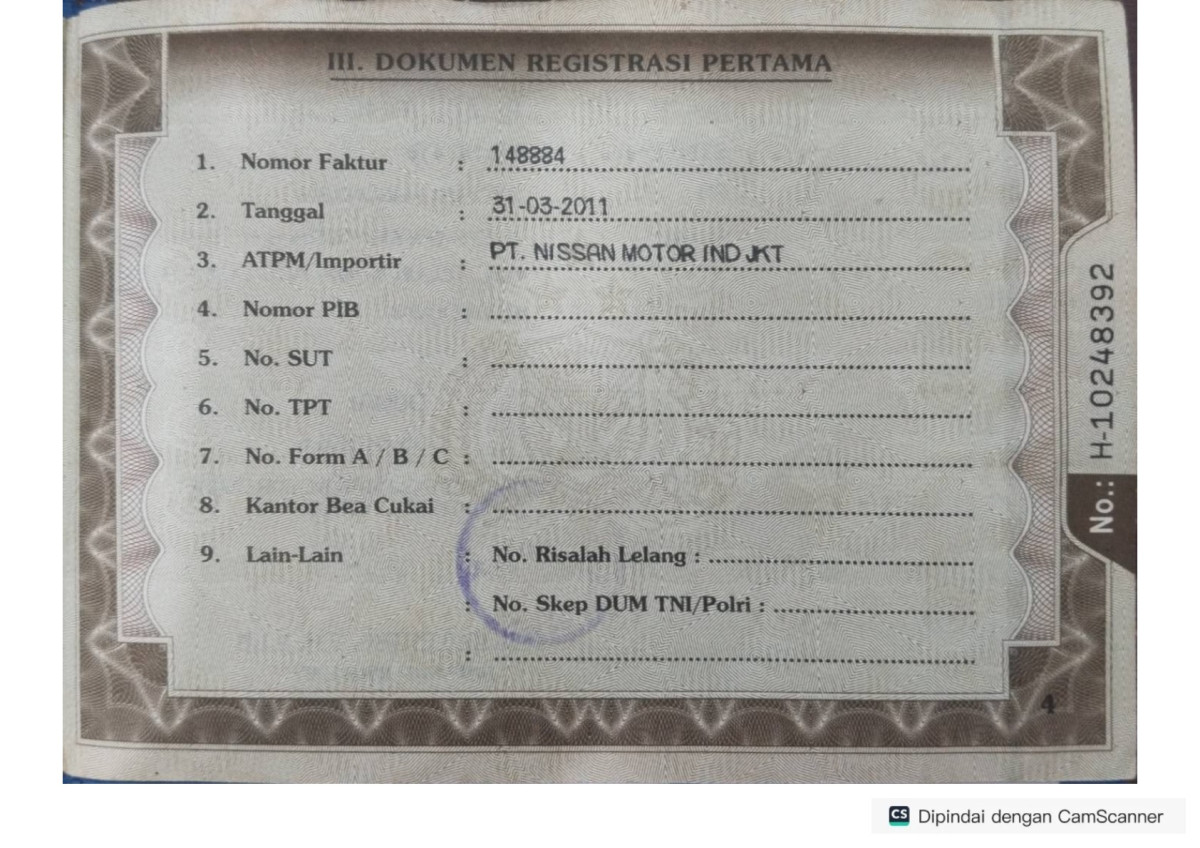 III. DOKUMEN REGISTRASI PERTAMA
1. Nomor Faktur : 148884
2. Tanggal : 31-03-2011
3. ATPM/Importir : PT. NISSAN MOTOR IND JKT
4. Nomor PIB :
5. No. SUT :
6. No. TPT :
7. No. Form A / B / C :
8. Kantor Bea Cukai :
9. Lain-Lain : No. Risalah Lelang :
: No. Skep DUM TNI/Polri :
:
No.: H-10248392
4
CS Dipindai dengan CamScanner